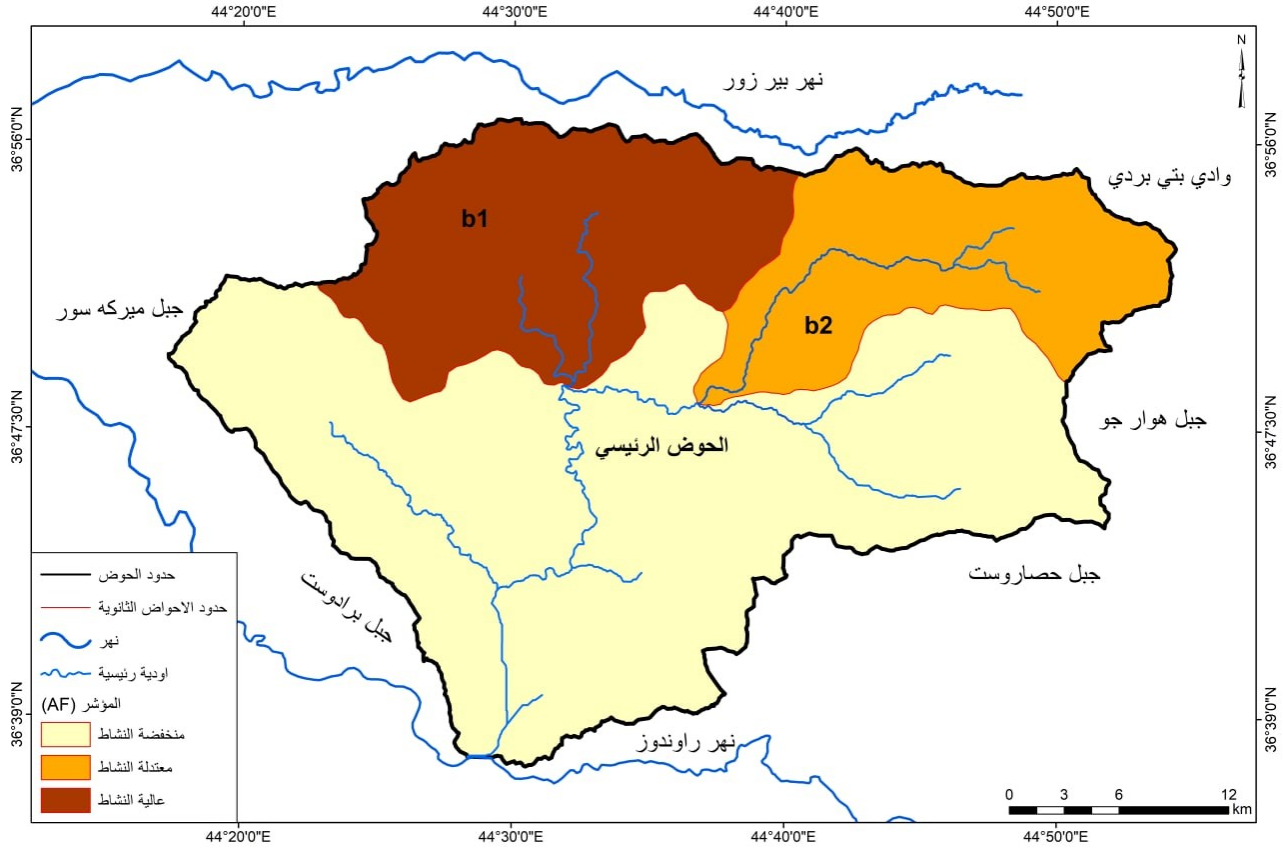 44°20'0"E
44°30'0"E
44°40'0"E
44°50'0"E
N
نهر بير زور
36°56'0"N
36°56'0"N
وادي بتي بردي
b1
b2
جبل ميركه سور
جبل هوار جو
36°47'30"N
36°47'30"N
الحوض الرئيسي
جبل حصاروست
جبل برادوست
نهر راوندوز
36°39'0"N
36°39'0"N
حدود الحوض
حدود الاحواض الثانوية
نهر
اودية رئيسية
المؤشر (AF)
منخفضة النشاط
معتدلة النشاط
عالية النشاط
0 3 6 12
km
44°20'0"E
44°30'0"E
44°40'0"E
44°50'0"E